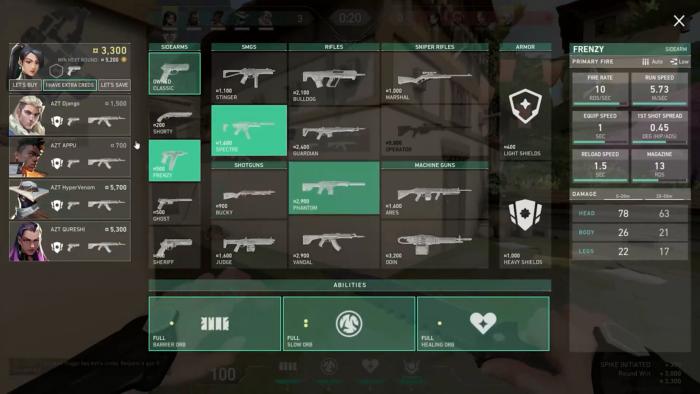 3
0:20
¤ 3,300
MIN NEXT ROUND: ¤ 5,200
LET'S BUY
I HAVE EXTRA CREDS
LET'S SAVE
AZT Django
¤ 1,500
AZT APPU
¤ 700
AZT HyperVenom
¤ 5,700
AZT QURESHI
¤ 5,300
SIDEARMS
SMGS
RIFLES
SNIPER RIFLES
ARMOR
OWNED
CLASSIC
¤200
SHORTY
¤500
FRENZY
¤500
GHOST
SHERIFF
¤1,100
STINGER
¤1,600
SPECTRE
SHOTGUNS
¤900
BUCKY
¤1,600
JUDGE
¤2,100
BULLDOG
¤2,400
GUARDIAN
¤2,900
PHANTOM
¤2,900
VANDAL
¤1,000
MARSHAL
OPERATOR
MACHINE GUNS
¤1,600
ARES
¤3,200
ODIN
¤400
LIGHT SHIELDS
¤1,000
HEAVY SHIELDS
ABILITIES
FULL
BARRIER ORB
FULL
SLOW ORB
FULL
HEALING ORB
FRENZY
SIDEARM
PRIMARY FIRE
Auto
Low
FIRE RATE
10
RDS/SEC
RUN SPEED
5.73
M/SEC
EQUIP SPEED
1
SEC
1ST SHOT SPREAD
0.45
DEG (HIP/ADS)
RELOAD SPEED
1.5
SEC
MAGAZINE
13
RDS
DAMAGE
HEAD 78 63
BODY 26 21
LEGS 22 17
100
SPIKE INITIATED
Round Win + 3,000